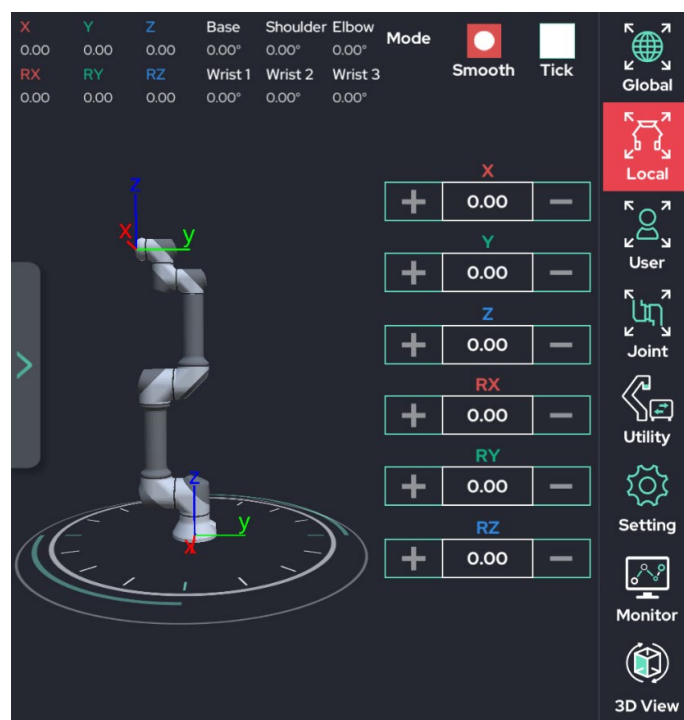 X Y Z Base Shoulder Elbow Mode
0.00 0.00 0.00 0.00° 0.00° 0.00°
RX RY RZ Wrist 1 Wrist 2 Wrist 3
0.00 0.00 0.00 0.00° 0.00° 0.00°
Smooth Tick
z
x y
z
x y
X
+ 0.00 −
Y
+ 0.00 −
Z
+ 0.00 −
RX
+ 0.00 −
RY
+ 0.00 −
RZ
+ 0.00 −
>
Global
Local
User
Joint
Utility
Setting
Monitor
3D View